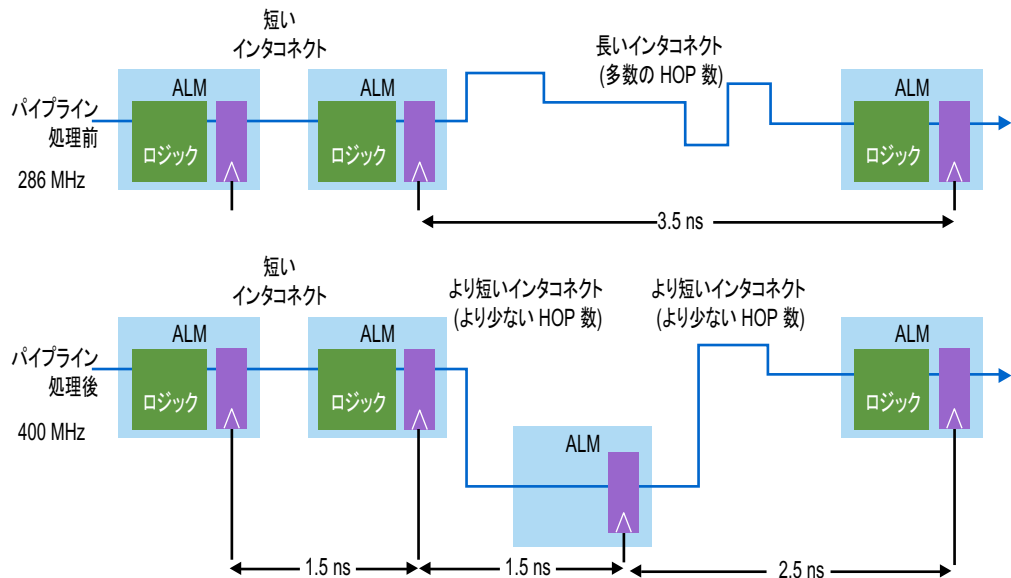 短い
インタコネクト
長いインタコネクト
(多数の HOP 数)
ALM
ALM
ALM
パイプライン
処理前
ロジック
ロジック
ロジック
286 MHz
3.5 ns
短い
インタコネクト
より短いインタコネクト
(より少ない HOP 数)
より短いインタコネクト
(より少ない HOP 数)
ALM
ALM
ALM
パイプライン
処理後
ロジック
ロジック
ロジック
400 MHz
ALM
1.5 ns
1.5 ns
2.5 ns